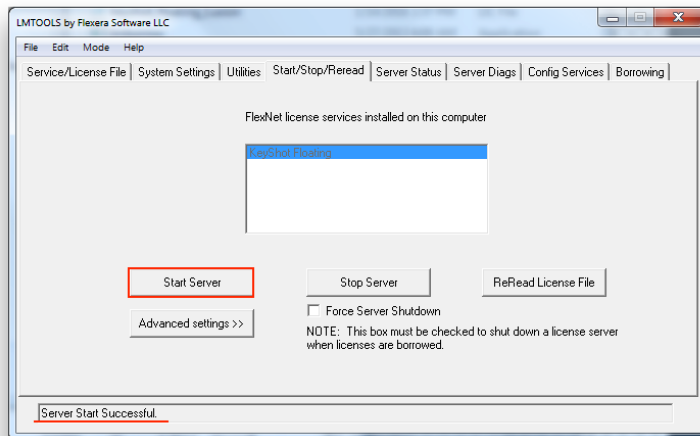 LMTOOLS by Flexera Software LLC
File Edit Mode Help
Service/License File System Settings Utilities Start/Stop/Reread Server Status Server Diags Config Services Borrowing
FlexNet license services installed on this computer
KeyShot Floating
Start Server Stop Server ReRead License File
Force Server Shutdown
Advanced settings >>
NOTE: This box must be checked to shut down a license server
when licenses are borrowed.
Server Start Successful.